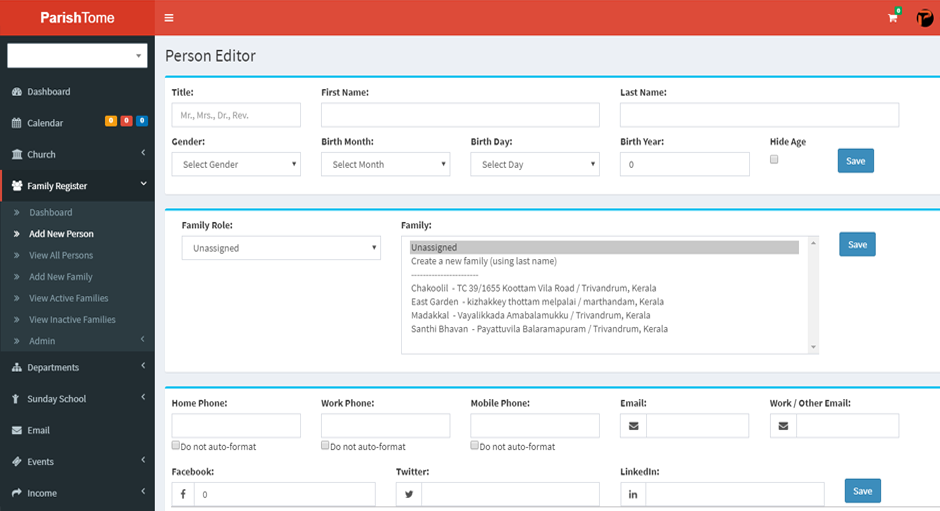 ParishTome
0
Person Editor
Dashboard
Calendar 0 0 0
Church
Family Register
Dashboard
Add New Person
View All Persons
Add New Family
View Active Families
View Inactive Families
Admin
Departments
Sunday School
Email
Events
Income
Title: First Name: Last Name:
Mr., Mrs., Dr., Rev.
Gender: Birth Month: Birth Day: Birth Year: Hide Age
Select Gender Select Month Select Day 0 Save
Family Role: Family:
Unassigned Unassigned Save
Create a new family (using last name)
-----------------------
Chakoolil - TC 39/1655 Koottam Vila Road / Trivandrum, Kerala
East Garden - kizhakkey thottam melpalai / marthandam, Kerala
Madakkal - Vayalikkada Amabalamukku / Trivandrum, Kerala
Santhi Bhavan - Payattuvila Balaramapuram / Trivandrum, Kerala
Home Phone: Work Phone: Mobile Phone: Email: Work / Other Email:
Do not auto-format Do not auto-format Do not auto-format
Facebook: Twitter: LinkedIn:
0 Save